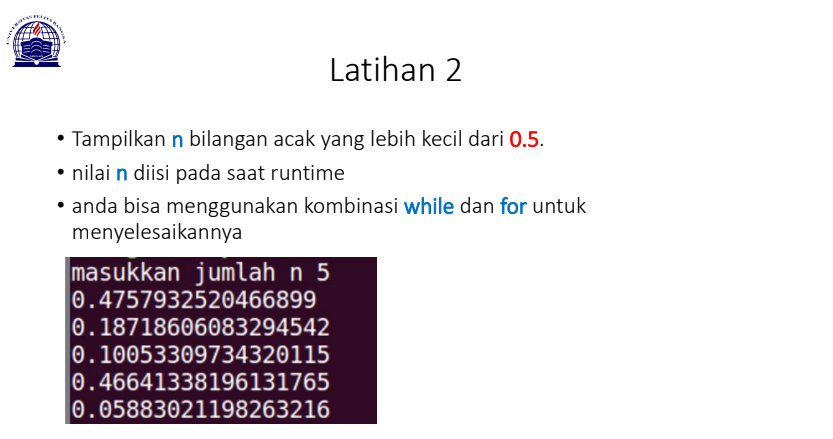 UNIVERSITAS PELITA BANGSA
Latihan 2
• Tampilkan n bilangan acak yang lebih kecil dari 0.5.
• nilai n diisi pada saat runtime
• anda bisa menggunakan kombinasi while dan for untuk
menyelesaikannya
masukkan jumlah n 5
0.4757932520466899
0.18718606083294542
0.10053309734320115
0.46641338196131765
0.05883021198263216